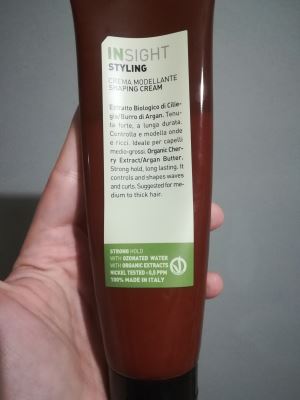 INSIGHT
STYLING
CREMA MODELLANTE
SHAPING CREAM
Estratto Biologico di Cilie-
gia/Burro di Argan. Tenu-
ta forte, a lunga durata.
Controlla e modella onde
e ricci. Ideale per capelli
medio-grossi. Organic Cher-
ry Extract/Argan Butter.
Strong hold, long lasting. It
controls and shapes waves
and curls. Suggested for me-
dium to thick hair.
STRONG HOLD
WITH OZONATED WATER
WITH ORGANIC EXTRACTS
NICKEL TESTED <0,5 PPM
100% MADE IN ITALY